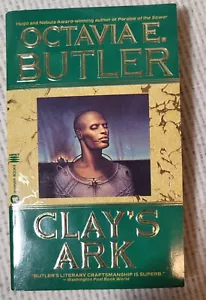 Hugo and Nebula Award-winning author of Parable of the Sower
OCTAVIA E.
BUTLER
CLAY'S
ARK
"BUTLER'S LITERARY CRAFTSMANSHIP IS SUPERB."
—Washington Post Book World